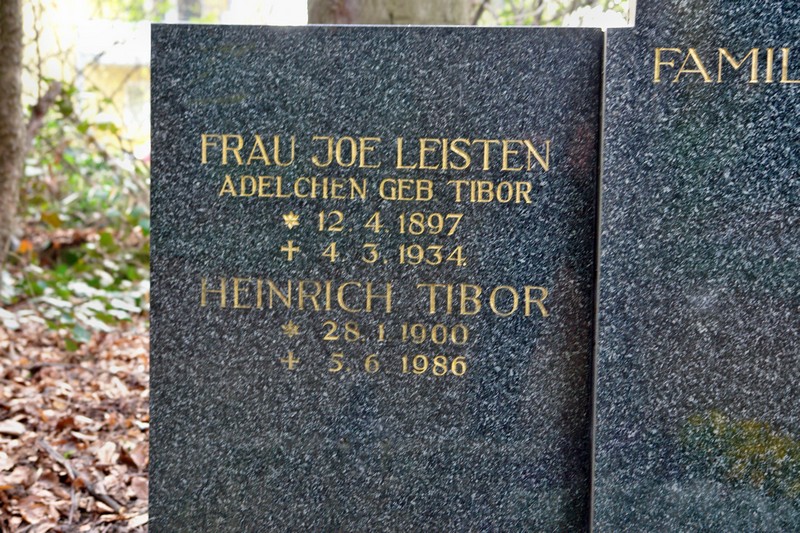 FRAU JOE LEISTEN
ADELCHEN GEB TIBOR
* 12. 4. 1897
+ 4. 3. 1934.
HEINRICH TIBOR
* 28. 1. 1900
+ 5. 6 1986
FAMIL